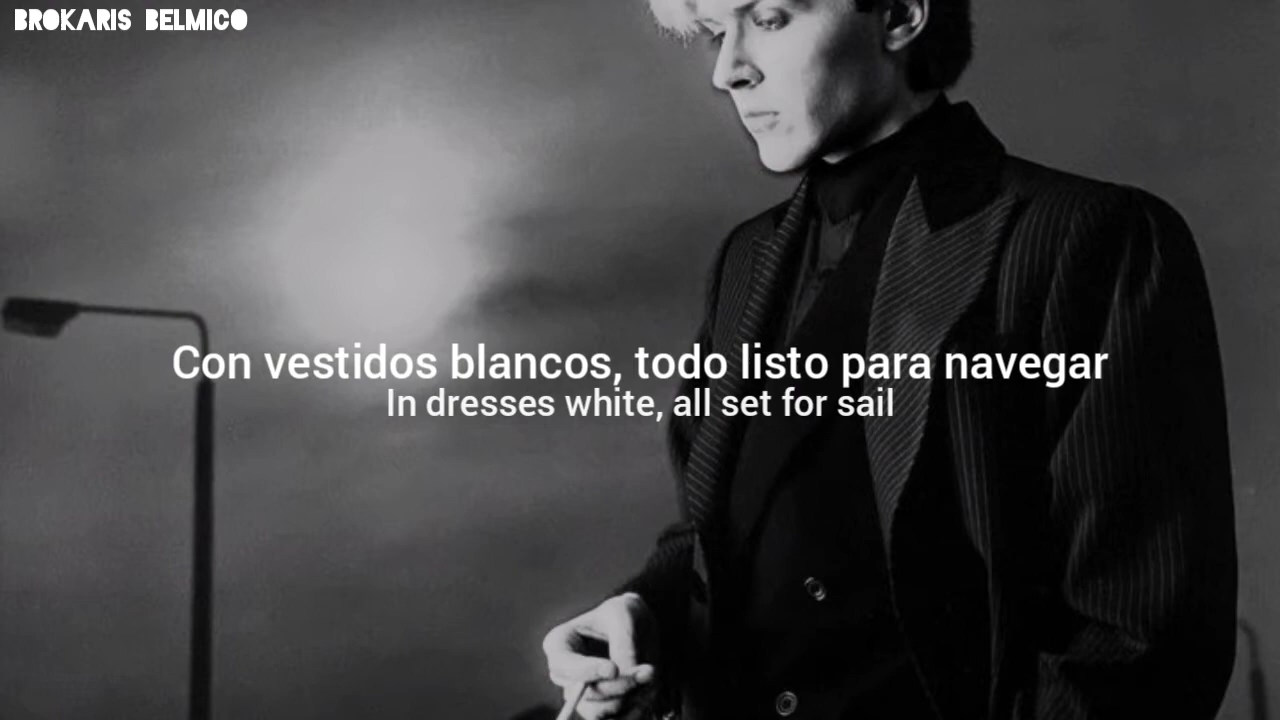 BROKARIS BELMICO
Con vestidos blancos, todo listo para navegar
In dresses white, all set for sail